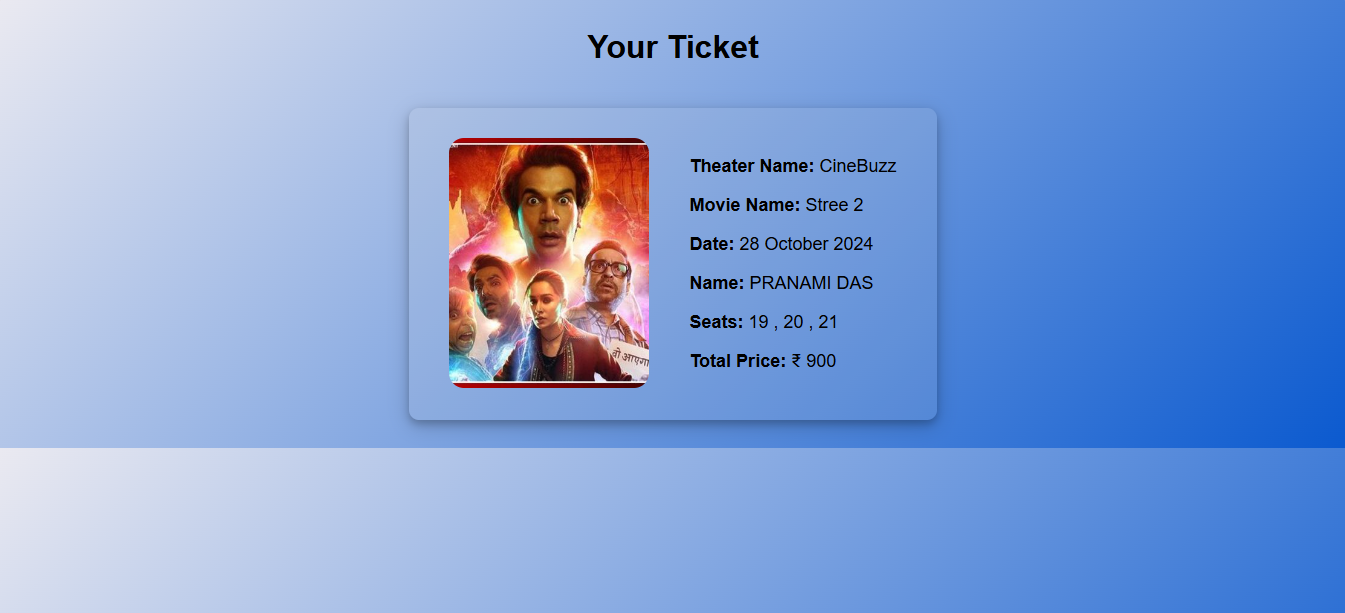 Your Ticket
Theater Name: CineBuzz
Movie Name: Stree 2
Date: 28 October 2024
Name: PRANAMI DAS
Seats: 19 , 20 , 21
Total Price: ₹ 900
वो आएगा